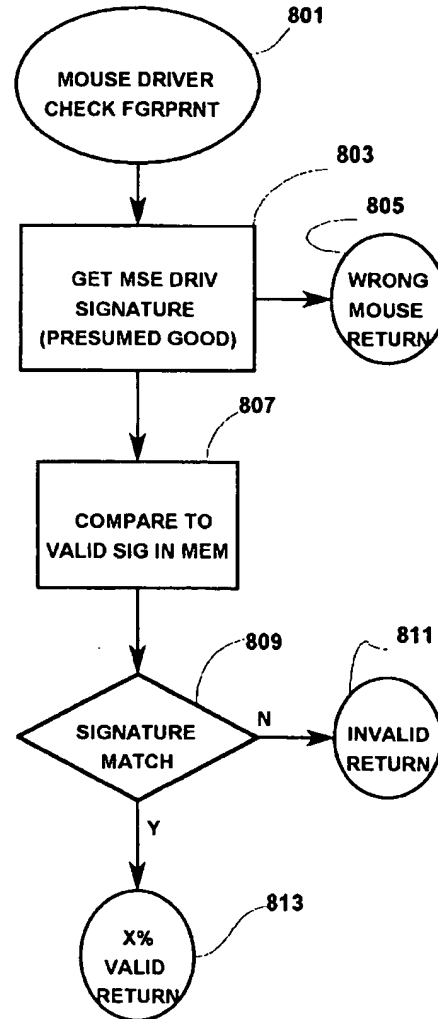 801
MOUSE DRIVER
CHECK FGRPRNT
803
805
GET MSE DRIV
SIGNATURE
(PRESUMED GOOD)
WRONG
MOUSE
RETURN
807
COMPARE TO
VALID SIG IN MEM
809
811
SIGNATURE
MATCH
N
INVALID
RETURN
Y
813
X%
VALID
RETURN